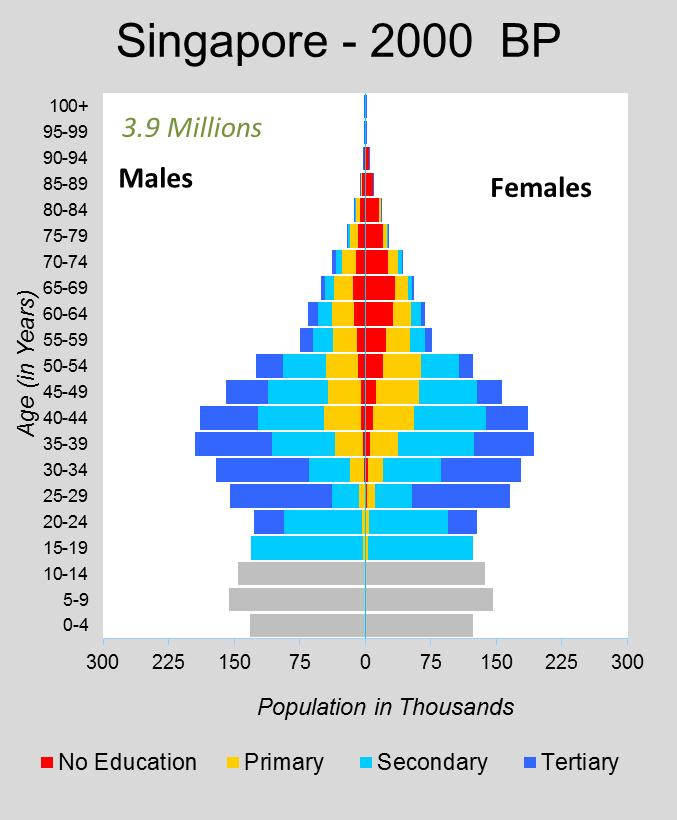 Singapore - 2000 BP
3.9 Millions
Males
Females
Age (in Years)
100+
95-99
90-94
85-89
80-84
75-79
70-74
65-69
60-64
55-59
50-54
45-49
40-44
35-39
30-34
25-29
20-24
15-19
10-14
5-9
0-4
300 225 150 75 0 75 150 225 300
Population in Thousands
No Education Primary Secondary Tertiary